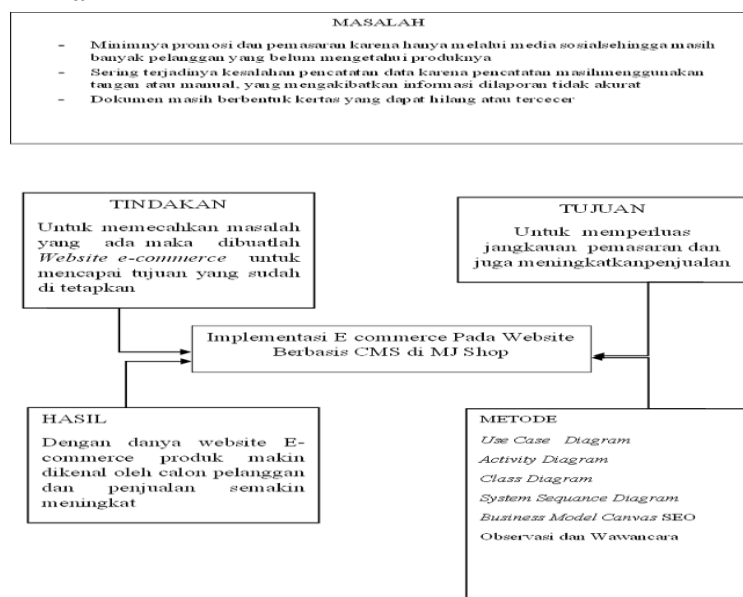 MASALAH
- Minimnya promosi dan pemasaran karena hanya melalui media sosialsehingga masih
banyak pelanggan yang belum mengetahui produknya
- Sering terjadinya kesalahan pencatatan data karena pencatatan masihmenggunakan
tangan atau manual, yang mengakibatkan informasi dilaporan tidak akurat
- Dokumen masih berbentuk kertas yang dapat hilang atau tercecer
TINDAKAN
Untuk memecahkan masalah
yang ada maka dibuatlah
Website e-commerce untuk
mencapai tujuan yang sudah
di tetapkan
TUJUAN
Untuk memperluas
jangkauan pemasaran dan
juga meningkatkanpenjualan
Implementasi E commerce Pada Website
Berbasis CMS di MJ Shop
HASIL
Dengan danya website E-
commerce produk makin
dikenal oleh calon pelanggan
dan penjualan semakin
meningkat
METODE
Use Case Diagram
Activity Diagram
Class Diagram
System Sequance Diagram
Business Model Canvas SEO
Observasi dan Wawancara